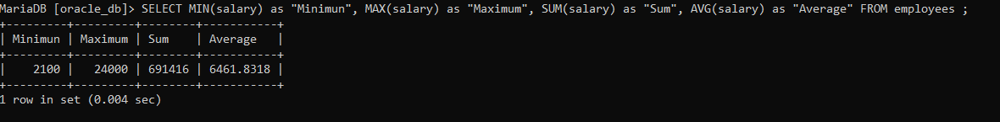 MariaDB [oracle_db]> SELECT MIN(salary) as "Minimun", MAX(salary) as "Maximum", SUM(salary) as "Sum", AVG(salary) as "Average" FROM employees ;
+---------+---------+--------+-----------+
| Minimun | Maximum | Sum    | Average   |
+---------+---------+--------+-----------+
|    2100 |   24000 | 691416 | 6461.8318 |
+---------+---------+--------+-----------+
1 row in set (0.004 sec)